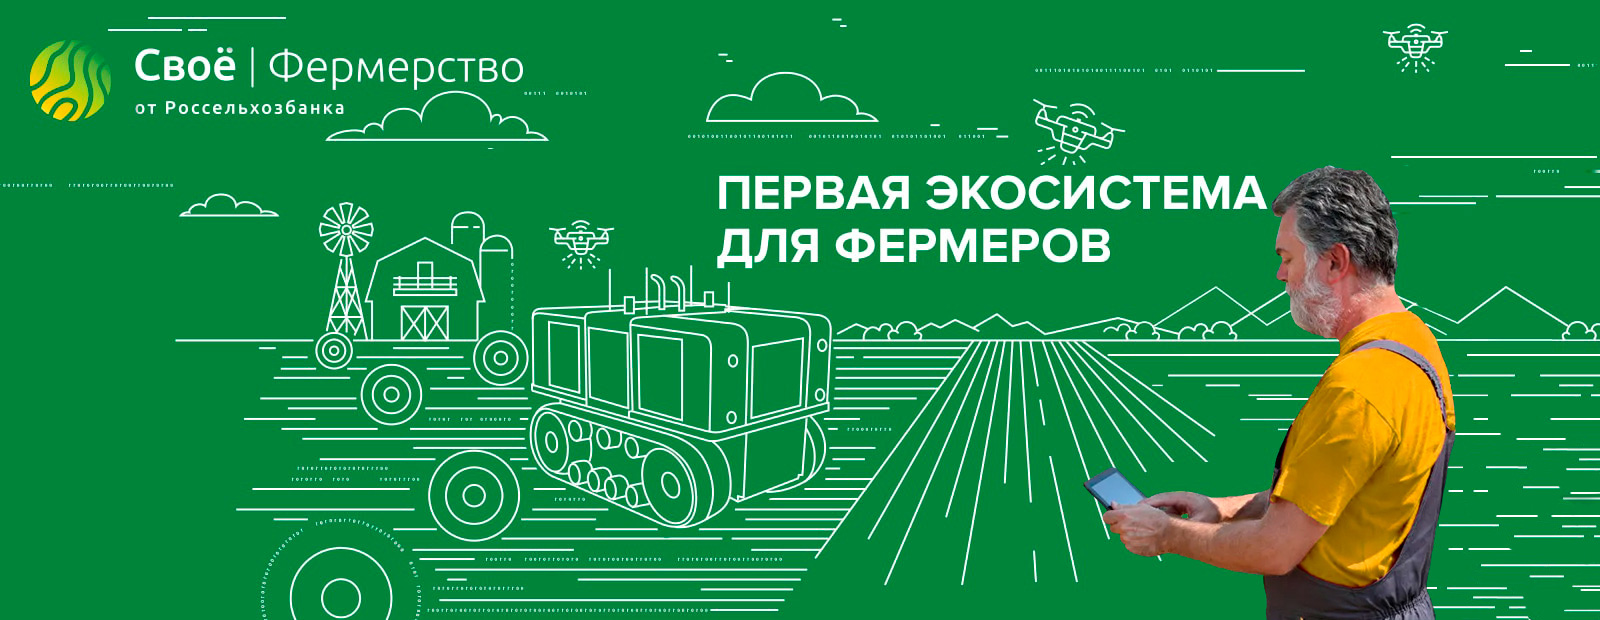 Своё | Фермерство
от Россельхозбанка
ПЕРВАЯ ЭКОСИСТЕМА
ДЛЯ ФЕРМЕРОВ